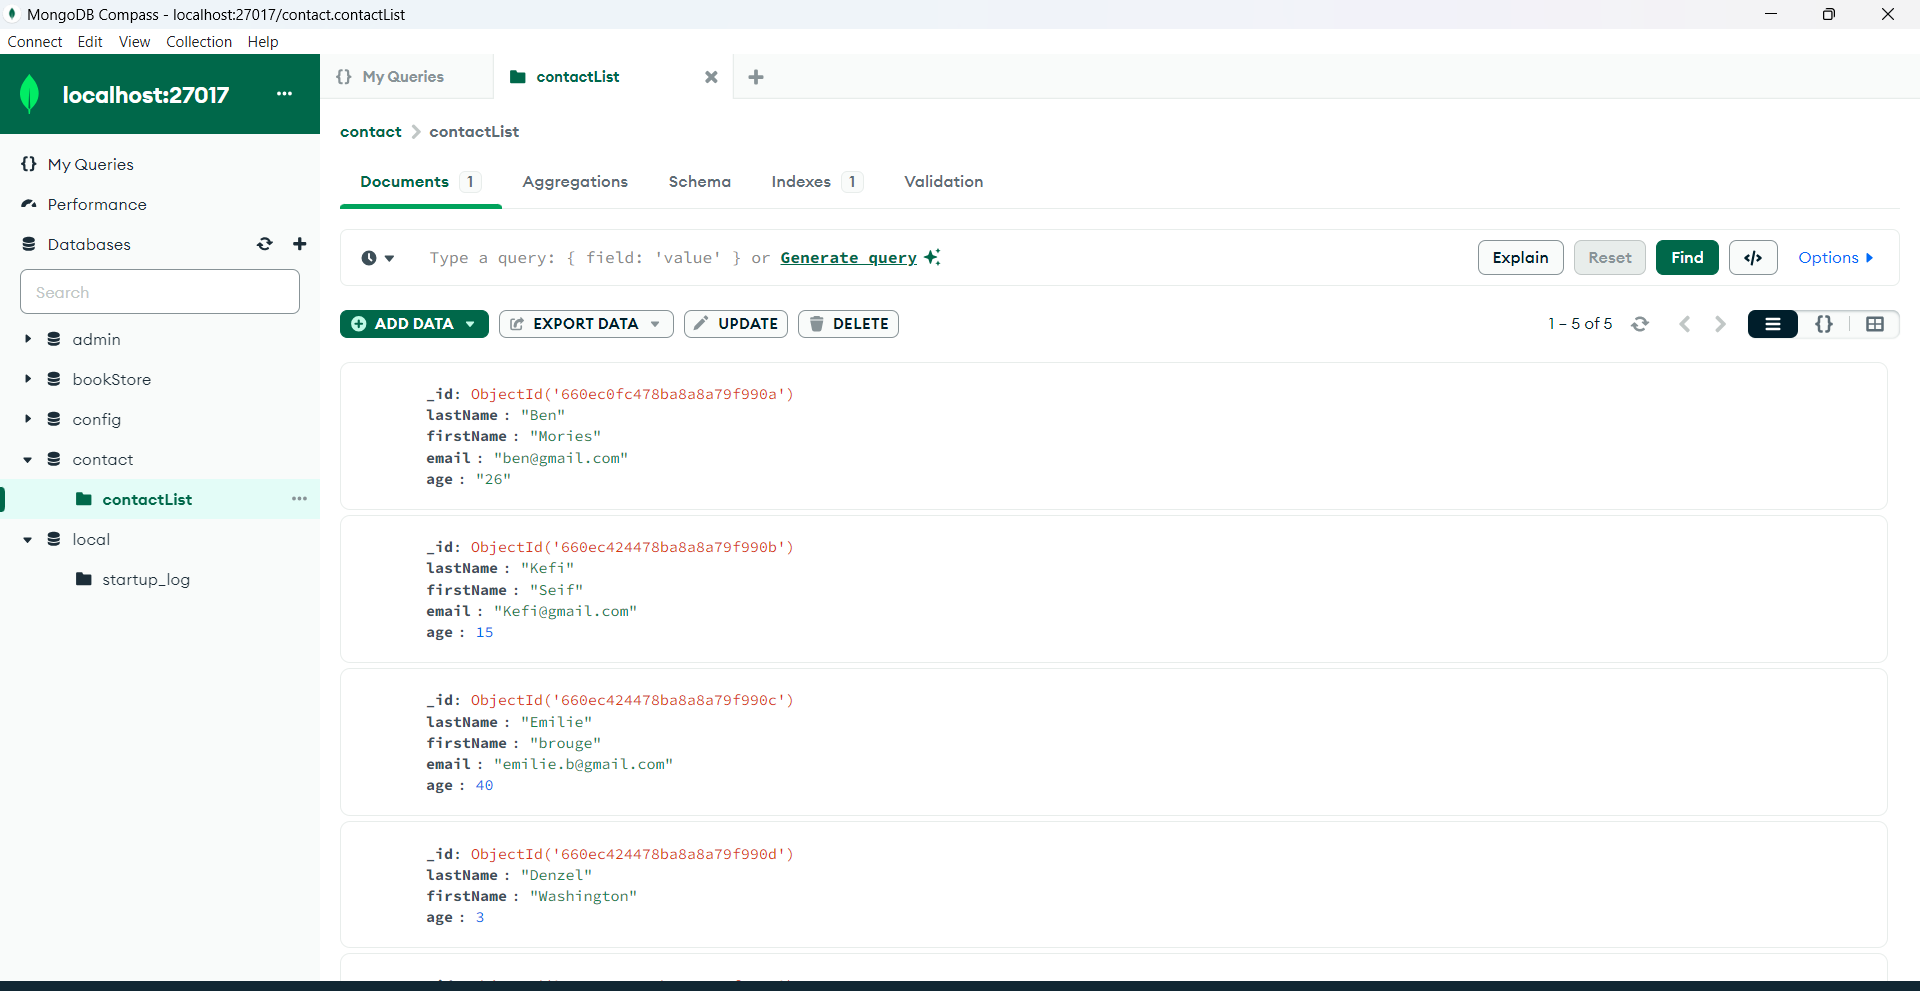 MongoDB Compass - localhost:27017/contact.contactList
Connect Edit View Collection Help
localhost:27017 ...
{} My Queries
contactList
contact > contactList
My Queries
Performance
Databases
Search
admin
bookStore
config
contact
contactList ...
local
startup_log
Documents 1 Aggregations Schema Indexes 1 Validation
Type a query: { field: 'value' } or Generate query
Explain Reset Find </> Options
ADD DATA EXPORT DATA UPDATE DELETE
1 – 5 of 5 {}
_id: ObjectId('660ec0fc478ba8a8a79f990a')
lastName : "Ben"
firstName : "Mories"
email : "ben@gmail.com"
age : "26"
_id: ObjectId('660ec424478ba8a8a79f990b')
lastName : "Kefi"
firstName : "Seif"
email : "Kefi@gmail.com"
age : 15
_id: ObjectId('660ec424478ba8a8a79f990c')
lastName : "Emilie"
firstName : "brouge"
email : "emilie.b@gmail.com"
age : 40
_id: ObjectId('660ec424478ba8a8a79f990d')
lastName : "Denzel"
firstName : "Washington"
age : 3